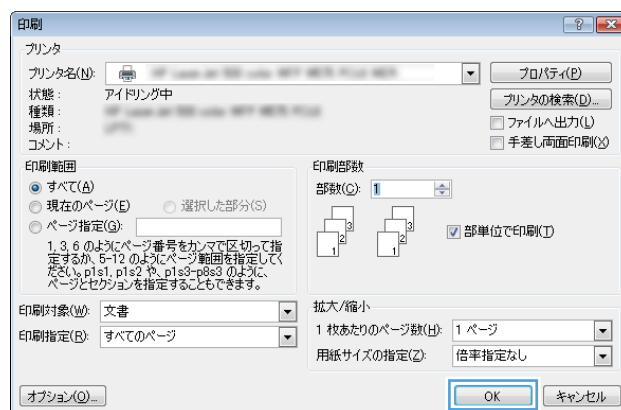 印刷
プリンタ
プリンタ名(N):
プロパティ(P)
状態: アイドリング中
プリンタの検索(D)...
種類:
場所:
ファイルへ出力(L)
コメント:
手差し両面印刷(X)
印刷範囲
すべて(A)
現在のページ(E) 選択した部分(S)
ページ指定(G):
1,3,6 のようにページ番号をカンマで区切って指
定するか、5-12 のようにページ範囲を指定してく
ださい。p1s1, p1s2 や、p1s3-p8s3 のように、
ページとセクションを指定することもできます。
印刷部数
部数(C): 1
1 2 3 1 2 3
部単位で印刷(T)
印刷対象(W): 文書
印刷指定(R): すべてのページ
拡大/縮小
1 枚あたりのページ数(H): 1 ページ
用紙サイズの指定(Z): 倍率指定なし
オプション(O)...
OK キャンセル